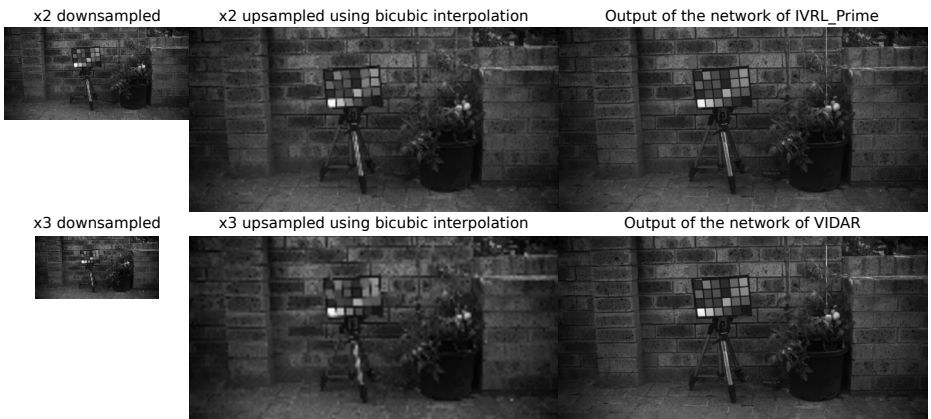 x2 downsampled
x2 upsampled using bicubic interpolation
Output of the network of IVRL_Prime
x3 downsampled
x3 upsampled using bicubic interpolation
Output of the network of VIDAR